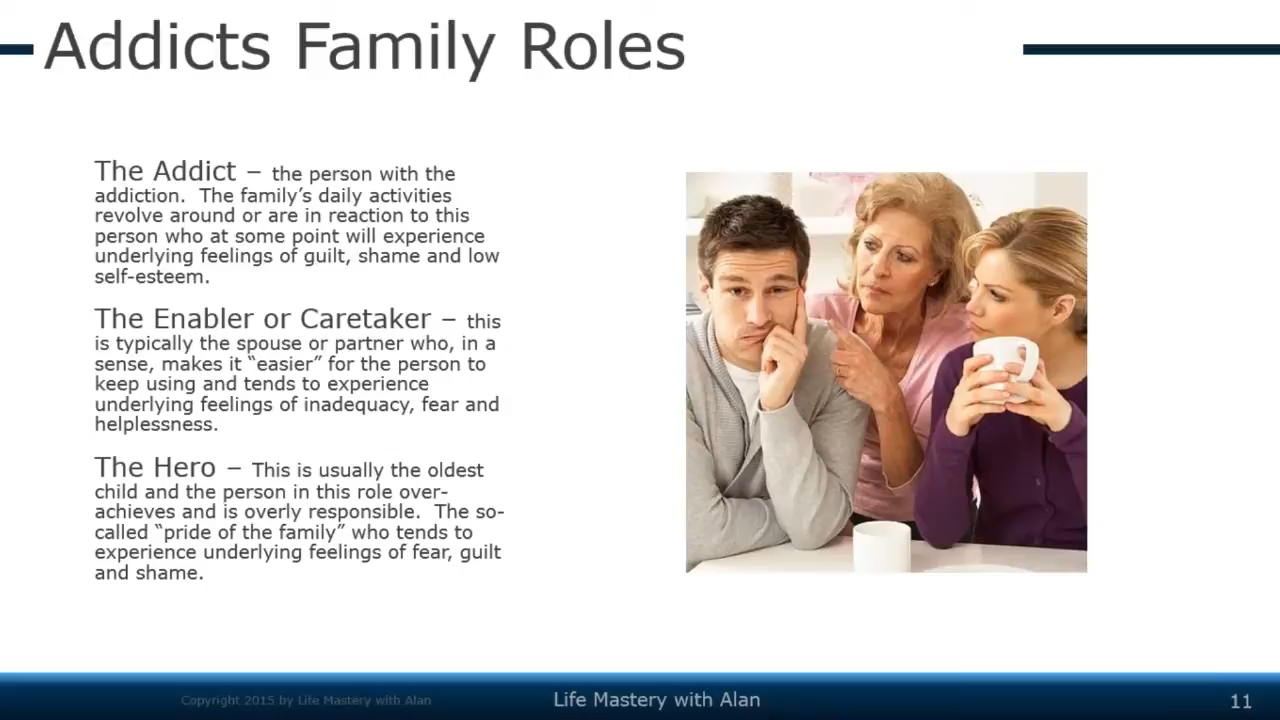 Addicts Family Roles
The Addict – the person with the
addiction.  The family’s daily activities
revolve around or are in reaction to this
person who at some point will experience
underlying feelings of guilt, shame and low
self-esteem.
The Enabler or Caretaker – this
is typically the spouse or partner who, in a
sense, makes it “easier” for the person to
keep using and tends to experience
underlying feelings of inadequacy, fear and
helplessness.
The Hero – This is usually the oldest
child and the person in this role over-
achieves and is overly responsible.  The so-
called “pride of the family” who tends to
experience underlying feelings of fear, guilt
and shame.
Copyright 2015 by Life Mastery with Alan
Life Mastery with Alan
11